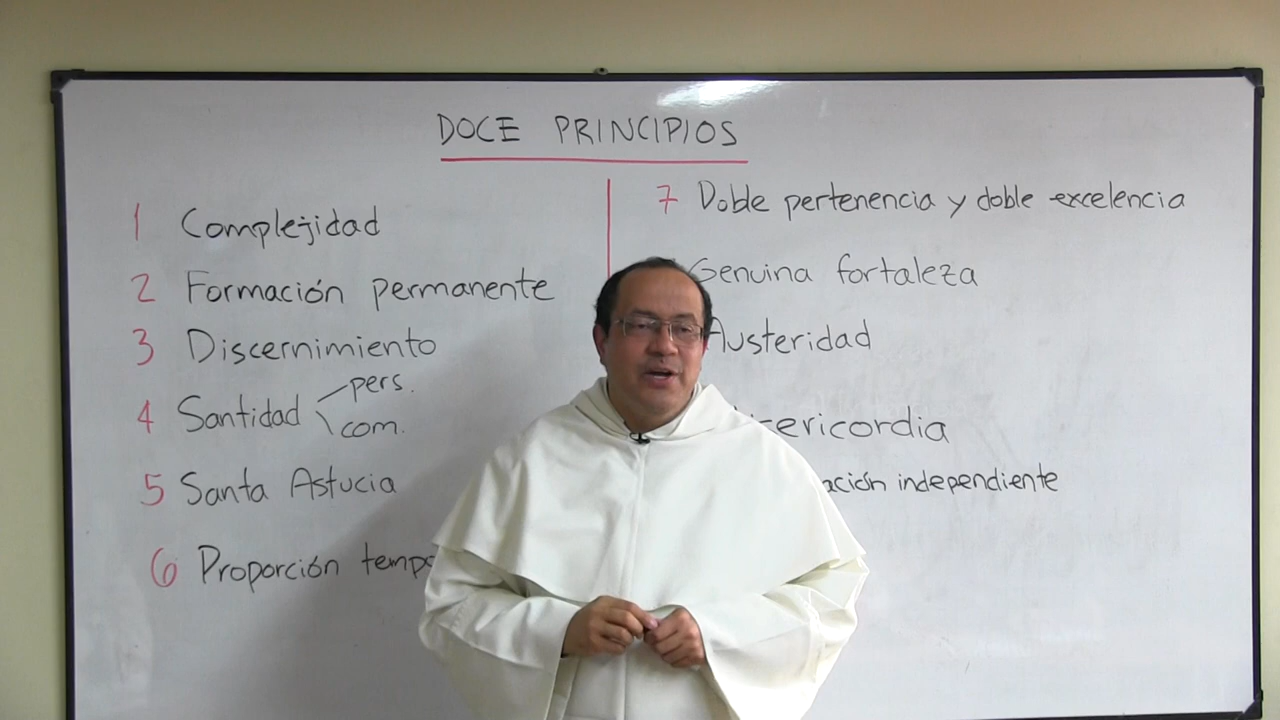 DOCE PRINCIPIOS
1 Complejidad
2 Formación permanente
3 Discernimiento
4 Santidad pers.
com.
5 Santa Astucia
6 Proporción
7 Doble pertenencia y doble excelencia
Genuina fortaleza
Austeridad
independiente